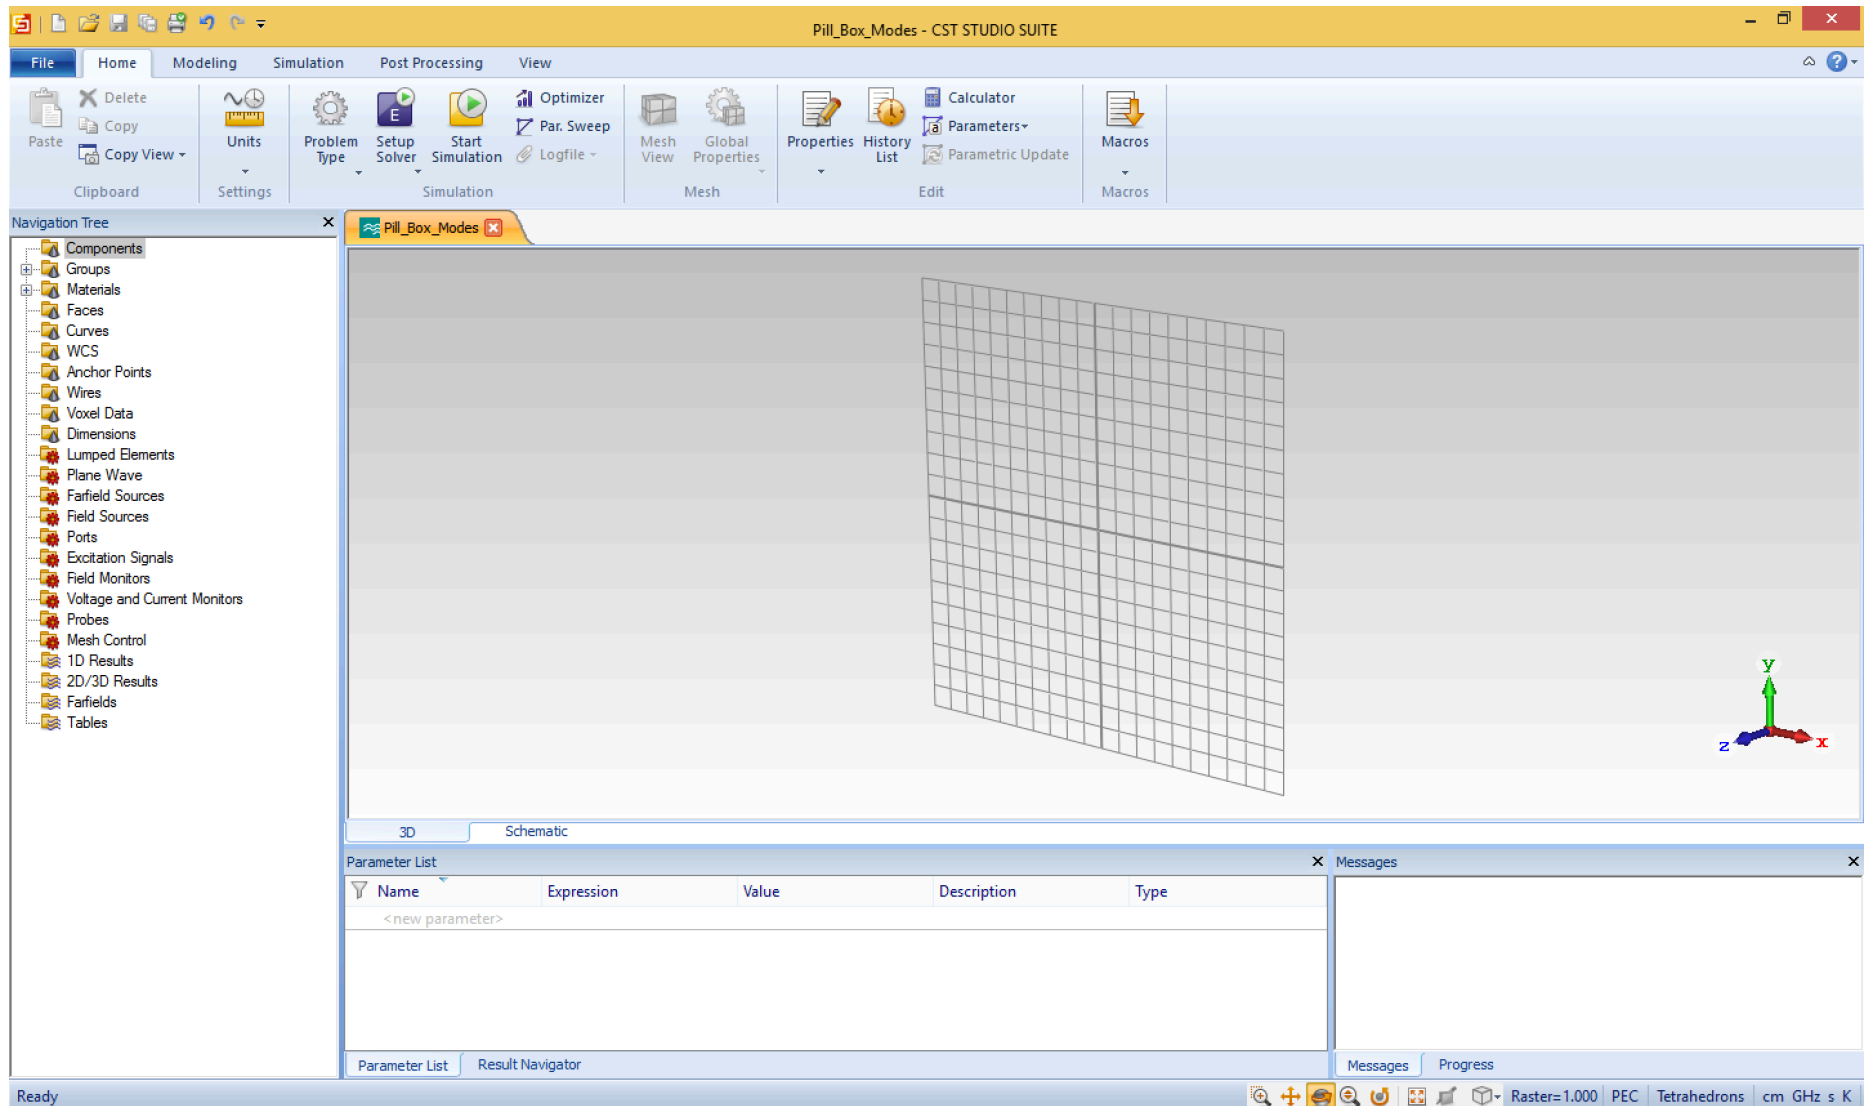 Pill_Box_Modes - CST STUDIO SUITE
File Home Modeling Simulation Post Processing View
Paste
Delete
Copy
Copy View
Clipboard
Units
Settings
Problem Type
Setup Solver
Start Simulation
Optimizer
Par. Sweep
Logfile
Simulation
Mesh View
Global Properties
Mesh
Properties
History List
Calculator
Parameters
Parametric Update
Edit
Macros
Macros
Navigation Tree
Components
Groups
Materials
Faces
Curves
WCS
Anchor Points
Wires
Voxel Data
Dimensions
Lumped Elements
Plane Wave
Farfield Sources
Field Sources
Ports
Excitation Signals
Field Monitors
Voltage and Current Monitors
Probes
Mesh Control
1D Results
2D/3D Results
Farfields
Tables
Pill_Box_Modes
y
z
x
3D Schematic
Parameter List
Name Expression Value Description Type
<new parameter>
Parameter List Result Navigator
Messages
Messages Progress
Ready
Raster=1.000 PEC Tetrahedrons cm GHz s K